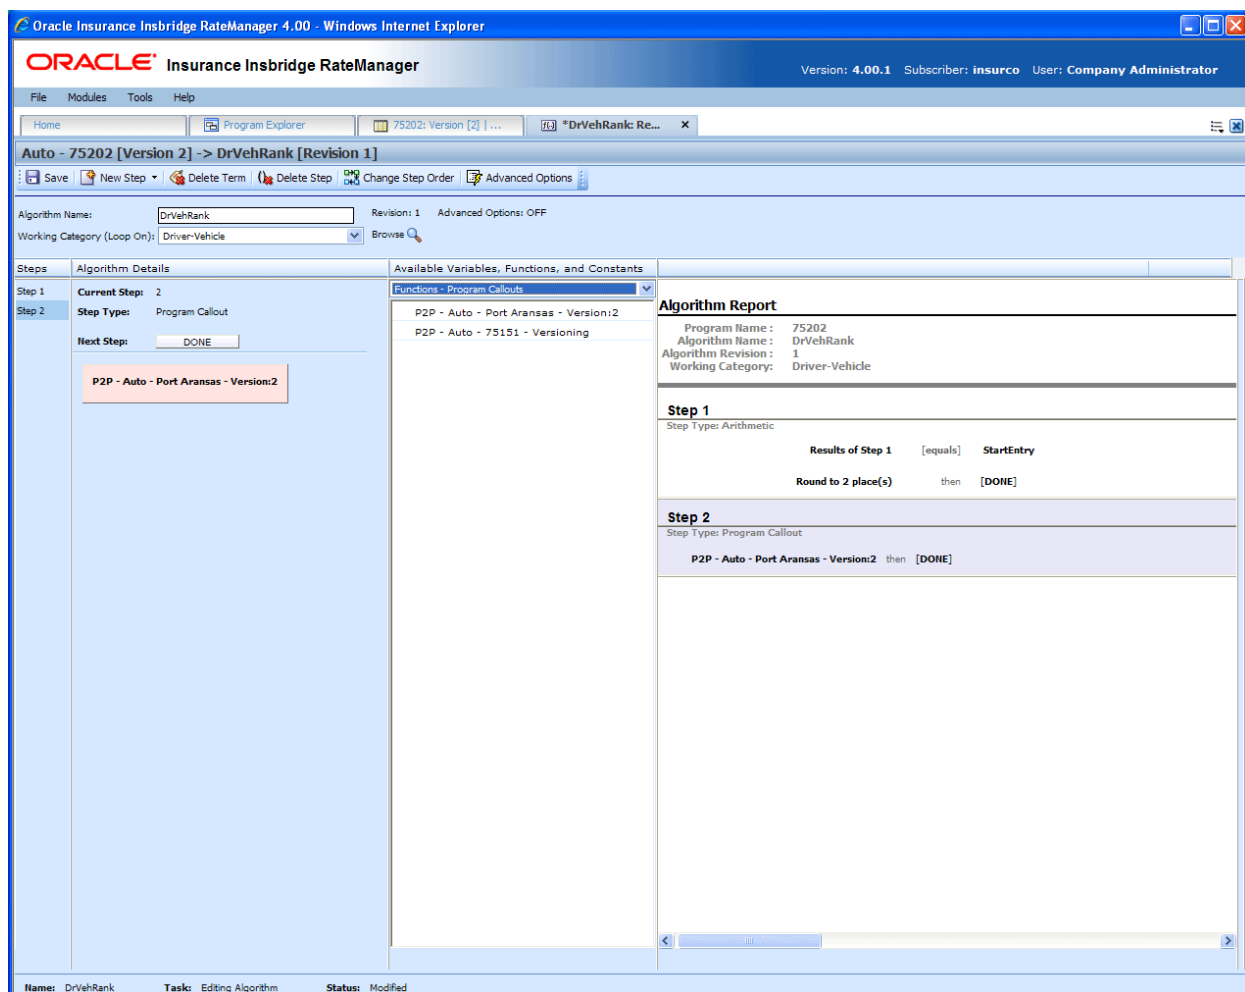 Oracle Insurance Insbridge RateManager 4.00 - Windows Internet Explorer
ORACLE Insurance Insbridge RateManager
Version: 4.00.1 Subscriber: insurco User: Company Administrator
File Modules Tools Help
Home Program Explorer 75202: Version [2] | ... *DrVehRank: Re... X
Auto - 75202 [Version 2] -> DrVehRank [Revision 1]
Save New Step Delete Term Delete Step Change Step Order Advanced Options
Algorithm Name: DrVehRank Revision: 1 Advanced Options: OFF
Working Category (Loop On): Driver-Vehicle Browse
Steps Algorithm Details Available Variables, Functions, and Constants
Step 1
Step 2
Current Step: 2
Step Type: Program Callout
Next Step: DONE
P2P - Auto - Port Aransas - Version:2
Functions - Program Callouts
P2P - Auto - Port Aransas - Version:2
P2P - Auto - 75151 - Versioning
Algorithm Report
Program Name : 75202
Algorithm Name : DrVehRank
Algorithm Revision : 1
Working Category: Driver-Vehicle
Step 1
Step Type: Arithmetic
Results of Step 1 [equals] StartEntry
Round to 2 place(s) then [DONE]
Step 2
Step Type: Program Callout
P2P - Auto - Port Aransas - Version:2 then [DONE]
Name: DrVehRank Task: Editing Algorithm Status: Modified